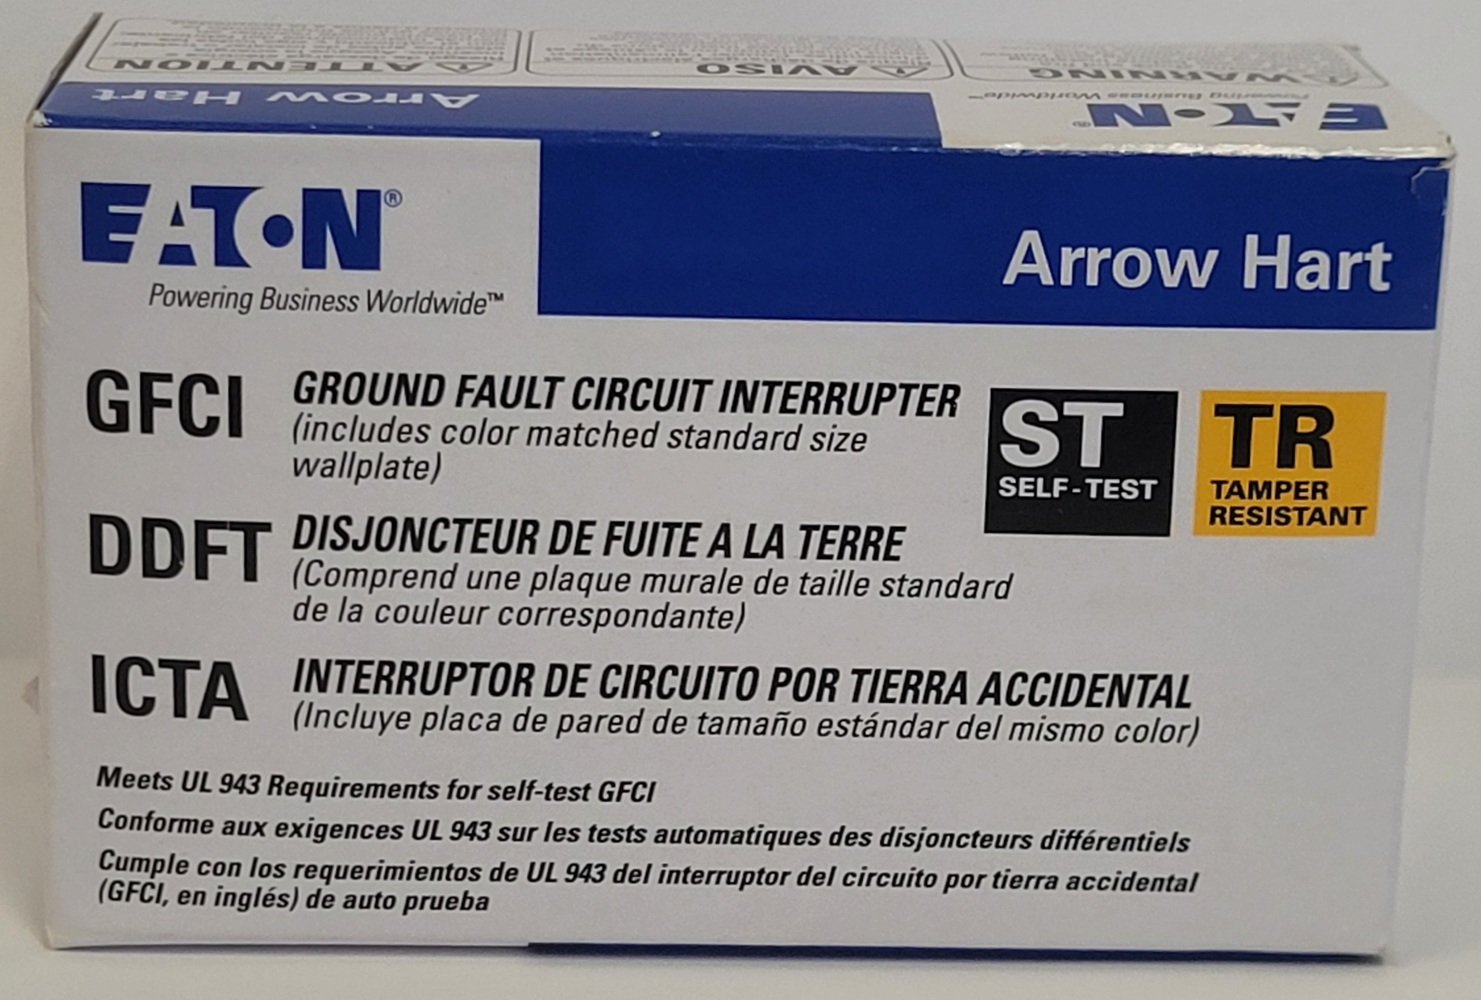 ATTENTION
AVISO
WARNING
Arrow Hart
Powering Business Worldwide™
EATON®
EATON®
Powering Business Worldwide™
Arrow Hart
GFCI GROUND FAULT CIRCUIT INTERRUPTER
(includes color matched standard size
wallplate)
ST
SELF-TEST
TR
TAMPER
RESISTANT
DDFT DISJONCTEUR DE FUITE A LA TERRE
(Comprend une plaque murale de taille standard
de la couleur correspondante)
ICTA INTERRUPTOR DE CIRCUITO POR TIERRA ACCIDENTAL
(Incluye placa de pared de tamaño estándar del mismo color)
Meets UL 943 Requirements for self-test GFCI
Conforme aux exigences UL 943 sur les tests automatiques des disjoncteurs différentiels
Cumple con los requerimientos de UL 943 del interruptor del circuito por tierra accidental
(GFCI, en inglés) de auto prueba